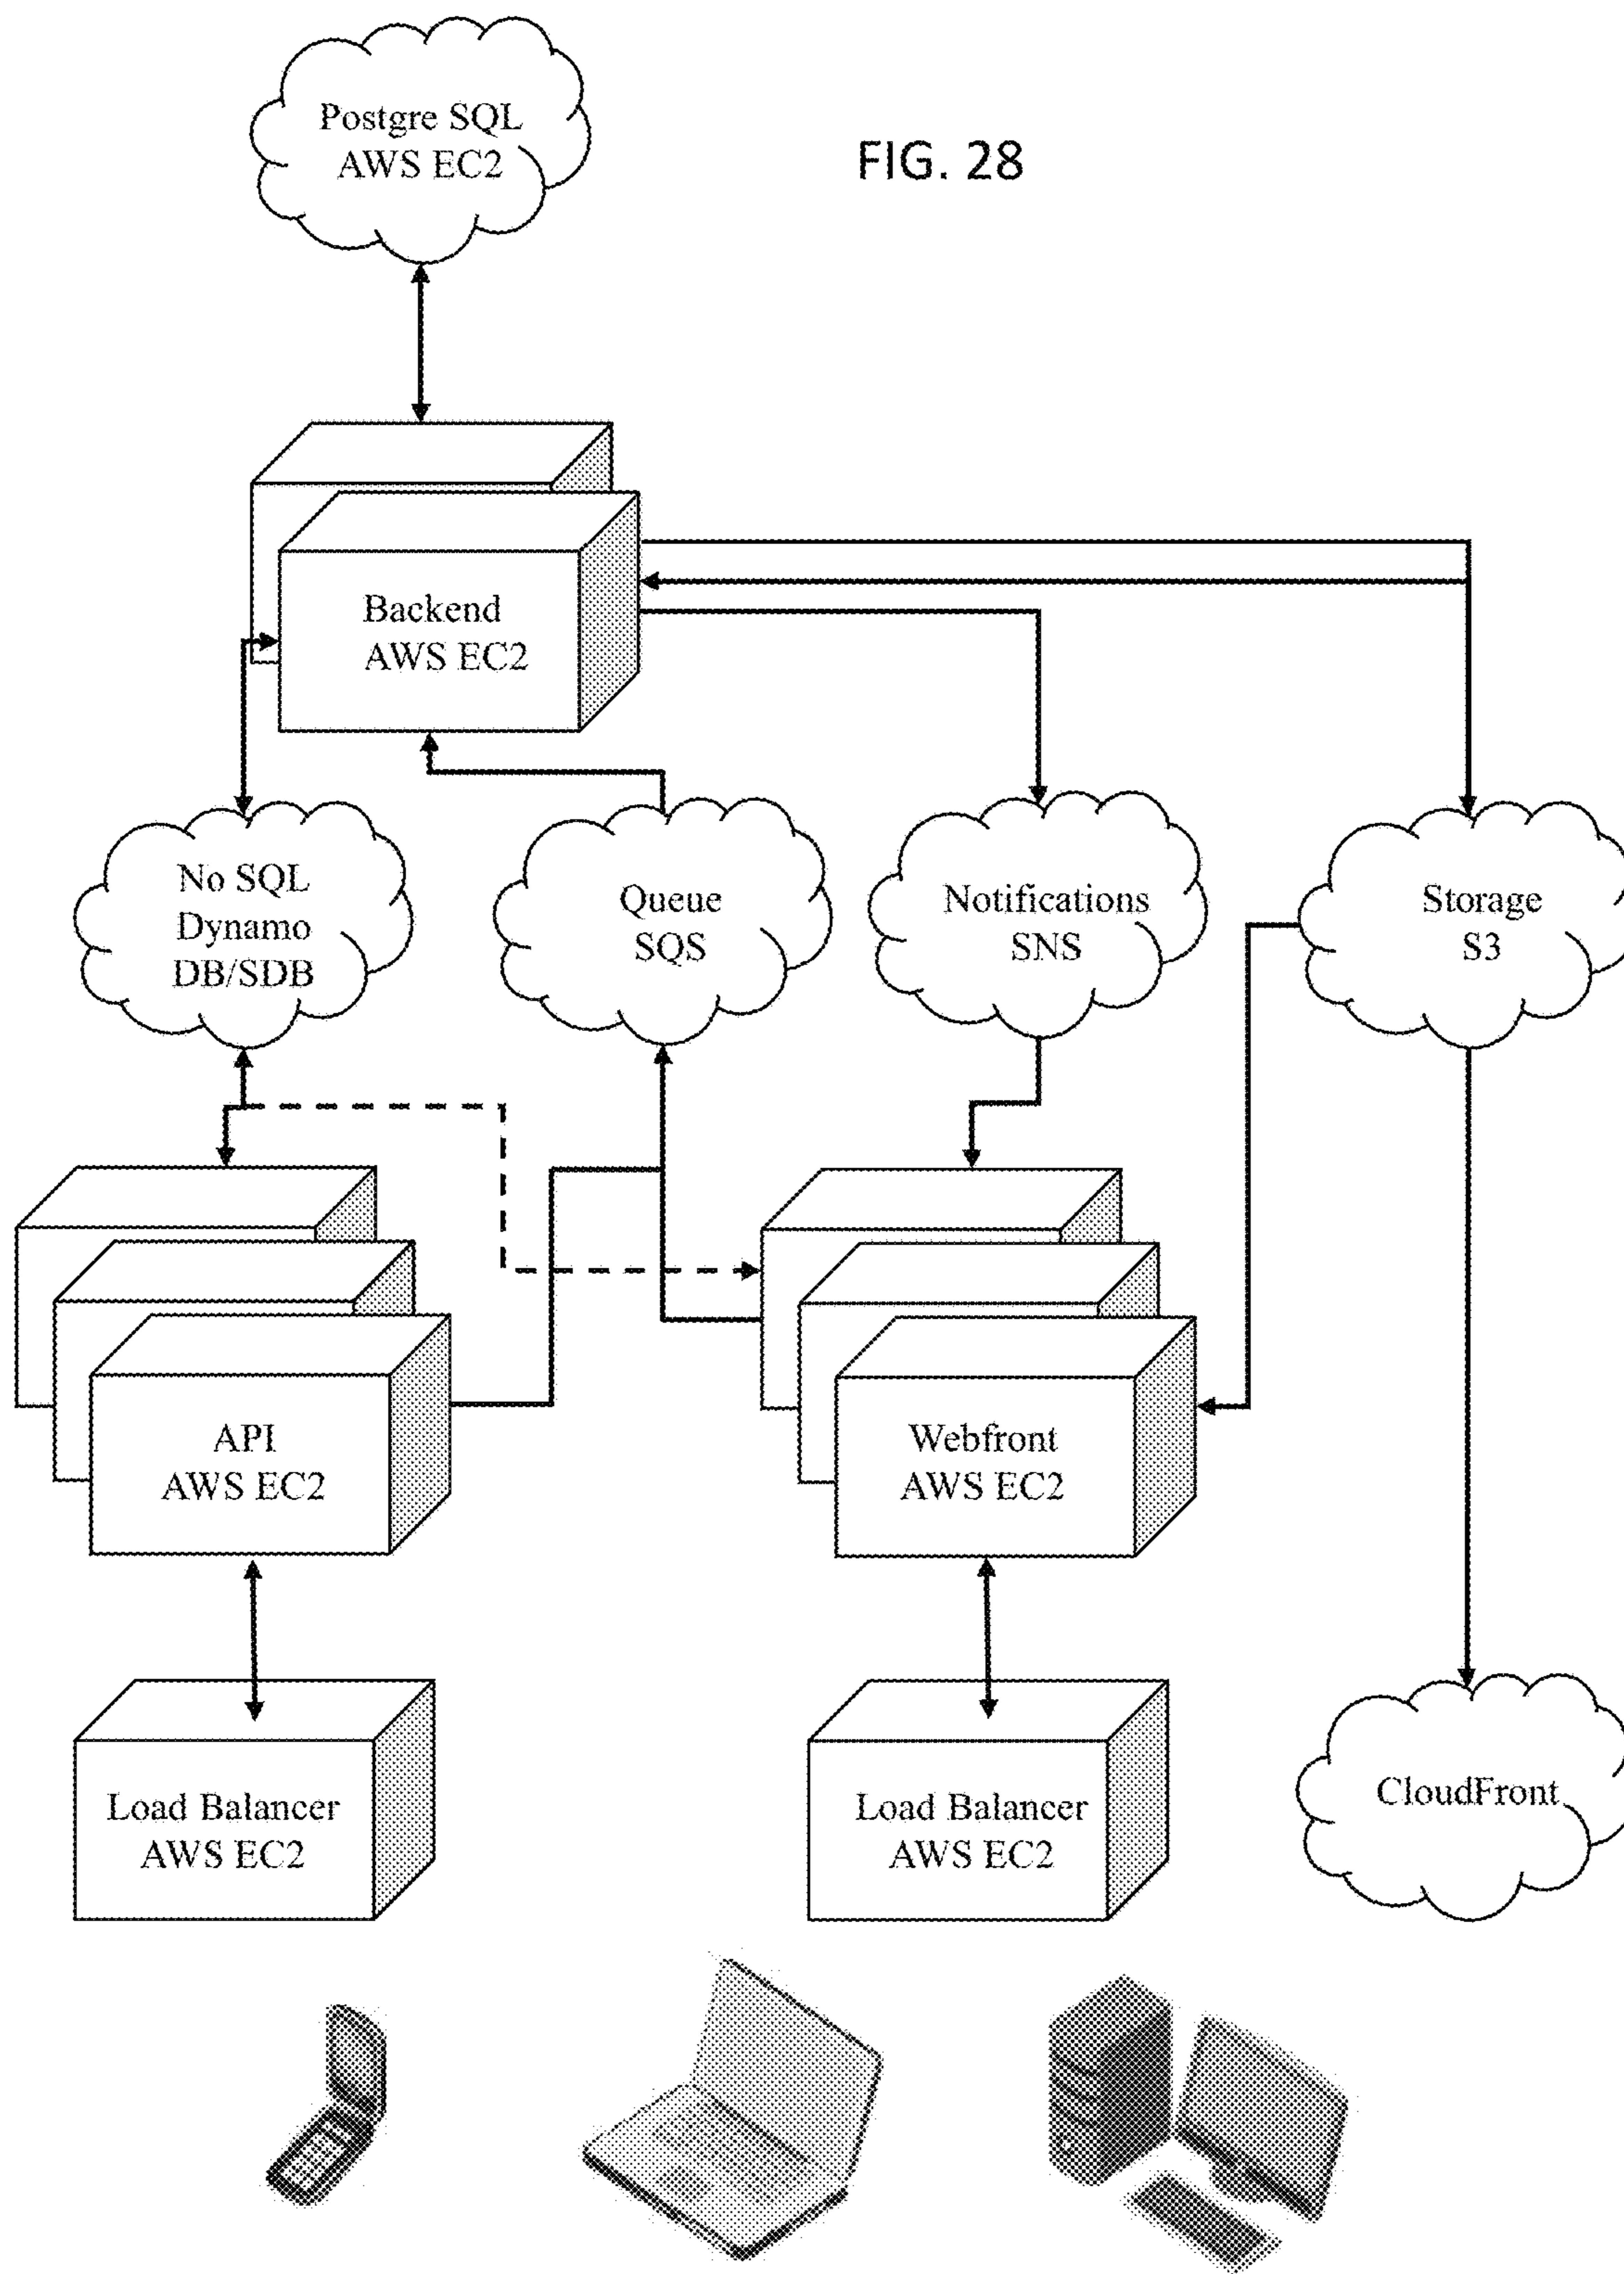 Postgre SQL
AWS EC2
FIG. 28
Backend
AWS EC2
No SQL
Dynamo
DB/SDB
Queue
SQS
Notifications
SNS
Storage
S3
API
AWS EC2
Webfront
AWS EC2
Load Balancer
AWS EC2
Load Balancer
AWS EC2
CloudFront